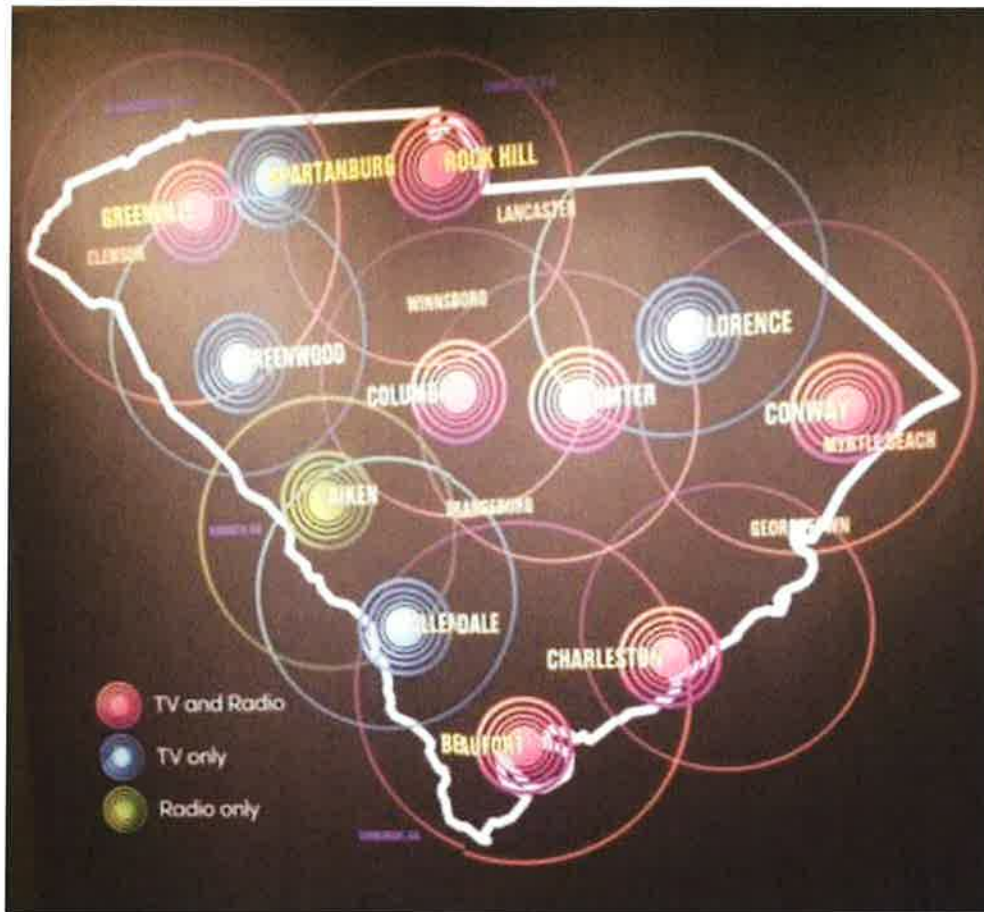 SPARTANBURG
ROCK HILL
GREENVILLE
LANCASTER
CLEMSON
WINNSBORO
FLORENCE
GREENWOOD
COLUMBIA
SUMTER
CONWAY
MYRTLE BEACH
AIKEN
ORANGEBURG
GEORGETOWN
ALLENDALE
CHARLESTON
BEAUFORT
TV and Radio
TV only
Radio only